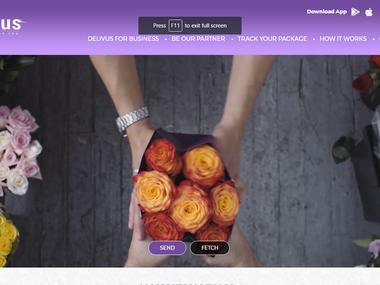 Download App
us
Press F11 to exit full screen
DELIVUS FOR BUSINESS • BE OUR PARTNER • TRACK YOUR PACKAGE • HOW IT WORKS •
SEND FETCH